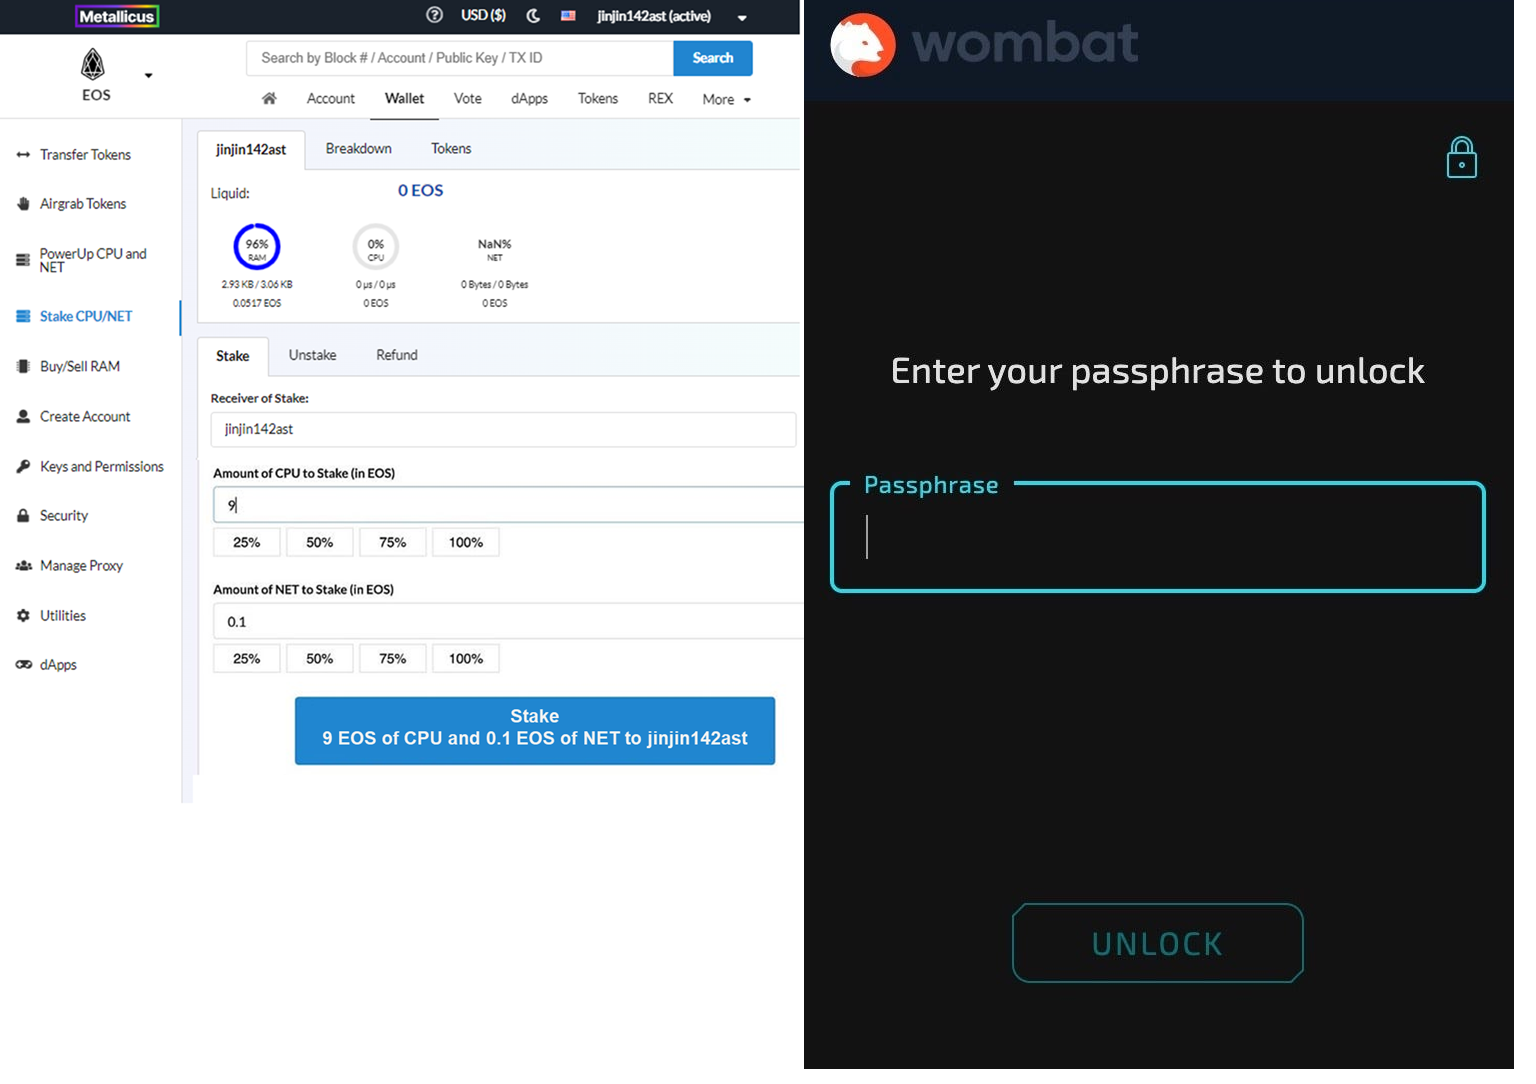 Metallicus
USD ($)
jinjin142ast (active)
EOS
Search by Block # / Account / Public Key / TX ID
Search
Account
Wallet
Vote
dApps
Tokens
REX
More
Transfer Tokens
Airgrab Tokens
PowerUp CPU and
NET
Stake CPU/NET
Buy/Sell RAM
Create Account
Keys and Permissions
Security
Manage Proxy
Utilities
dApps
jinjin142ast
Breakdown
Tokens
Liquid:
0 EOS
96%
RAM
2.93 KB / 3.06 KB
0.0517 EOS
0%
CPU
0 µs / 0 µs
0 EOS
NaN%
NET
0 Bytes / 0 Bytes
0 EOS
Stake
Unstake
Refund
Receiver of Stake:
jinjin142ast
Amount of CPU to Stake (in EOS)
9
25%
50%
75%
100%
Amount of NET to Stake (in EOS)
0.1
25%
50%
75%
100%
Stake
9 EOS of CPU and 0.1 EOS of NET to jinjin142ast
wombat
Enter your passphrase to unlock
Passphrase
UNLOCK